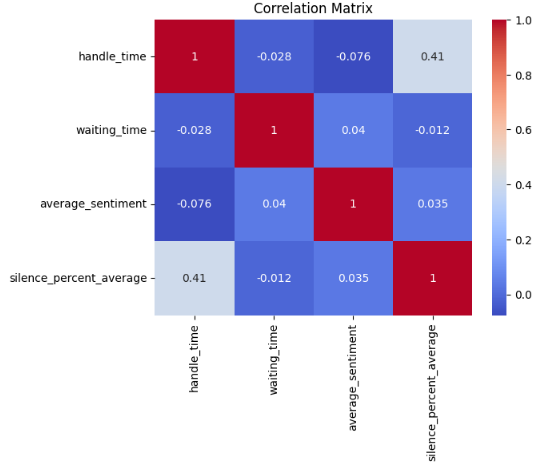 Correlation Matrix
handle_time 1 -0.028 -0.076 0.41
waiting_time -0.028 1 0.04 -0.012
average_sentiment -0.076 0.04 1 0.035
silence_percent_average 0.41 -0.012 0.035 1
handle_time
waiting_time
average_sentiment
silence_percent_average
1.0
0.8
0.6
0.4
0.2
0.0